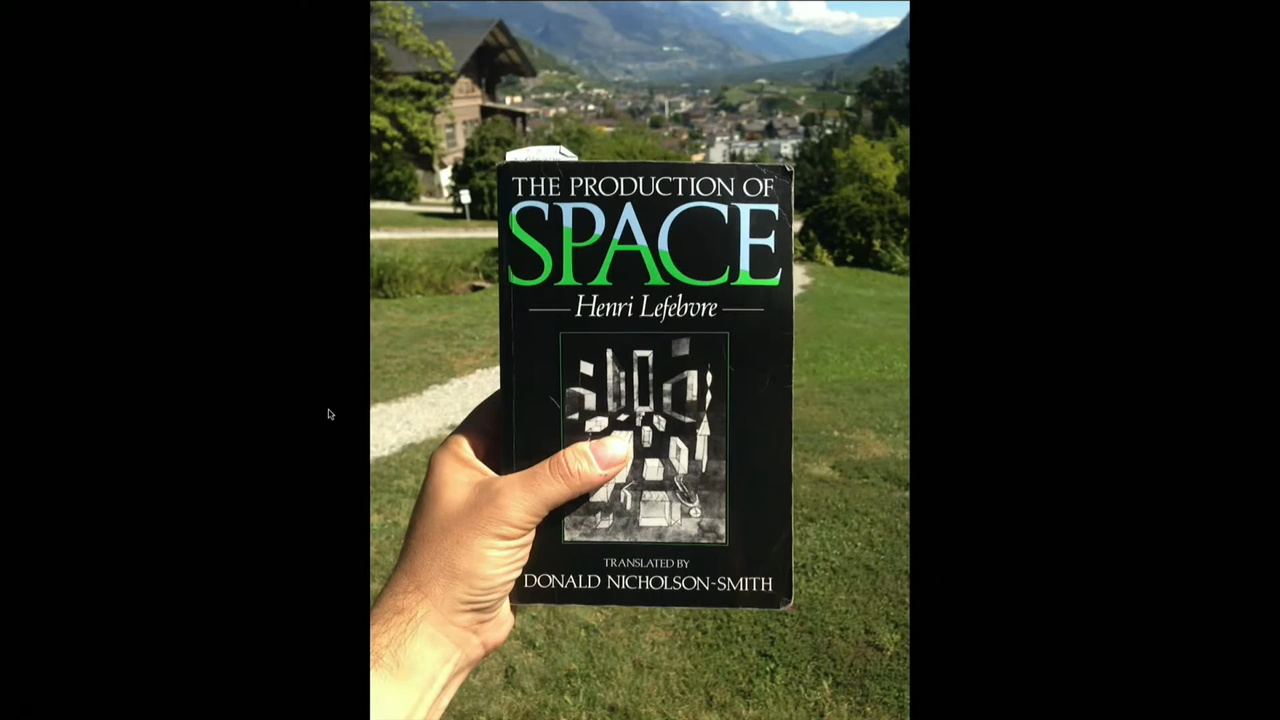 THE PRODUCTION OF
SPACE
Henri Lefebvre
TRANSLATED BY
DONALD NICHOLSON-SMITH